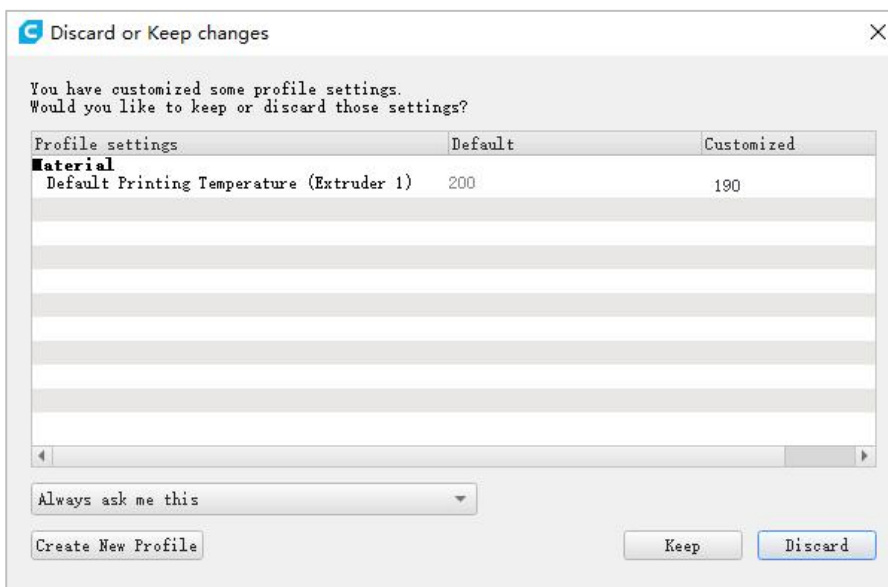 Discard or Keep changes
You have customized some profile settings.
Would you like to keep or discard those settings?
Profile settings Default Customized
Material
Default Printing Temperature (Extruder 1) 200 190
Always ask me this
Create New Profile Keep Discard